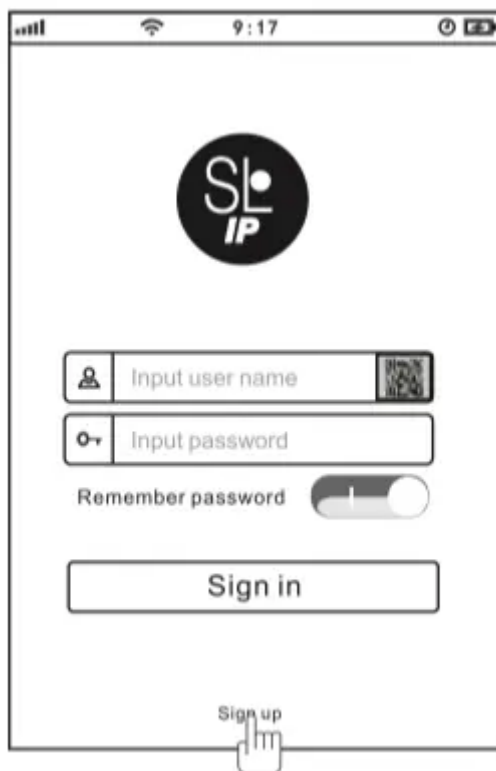 9:17
SL
IP
Input user name
Input password
Remember password
Sign in
Sign up